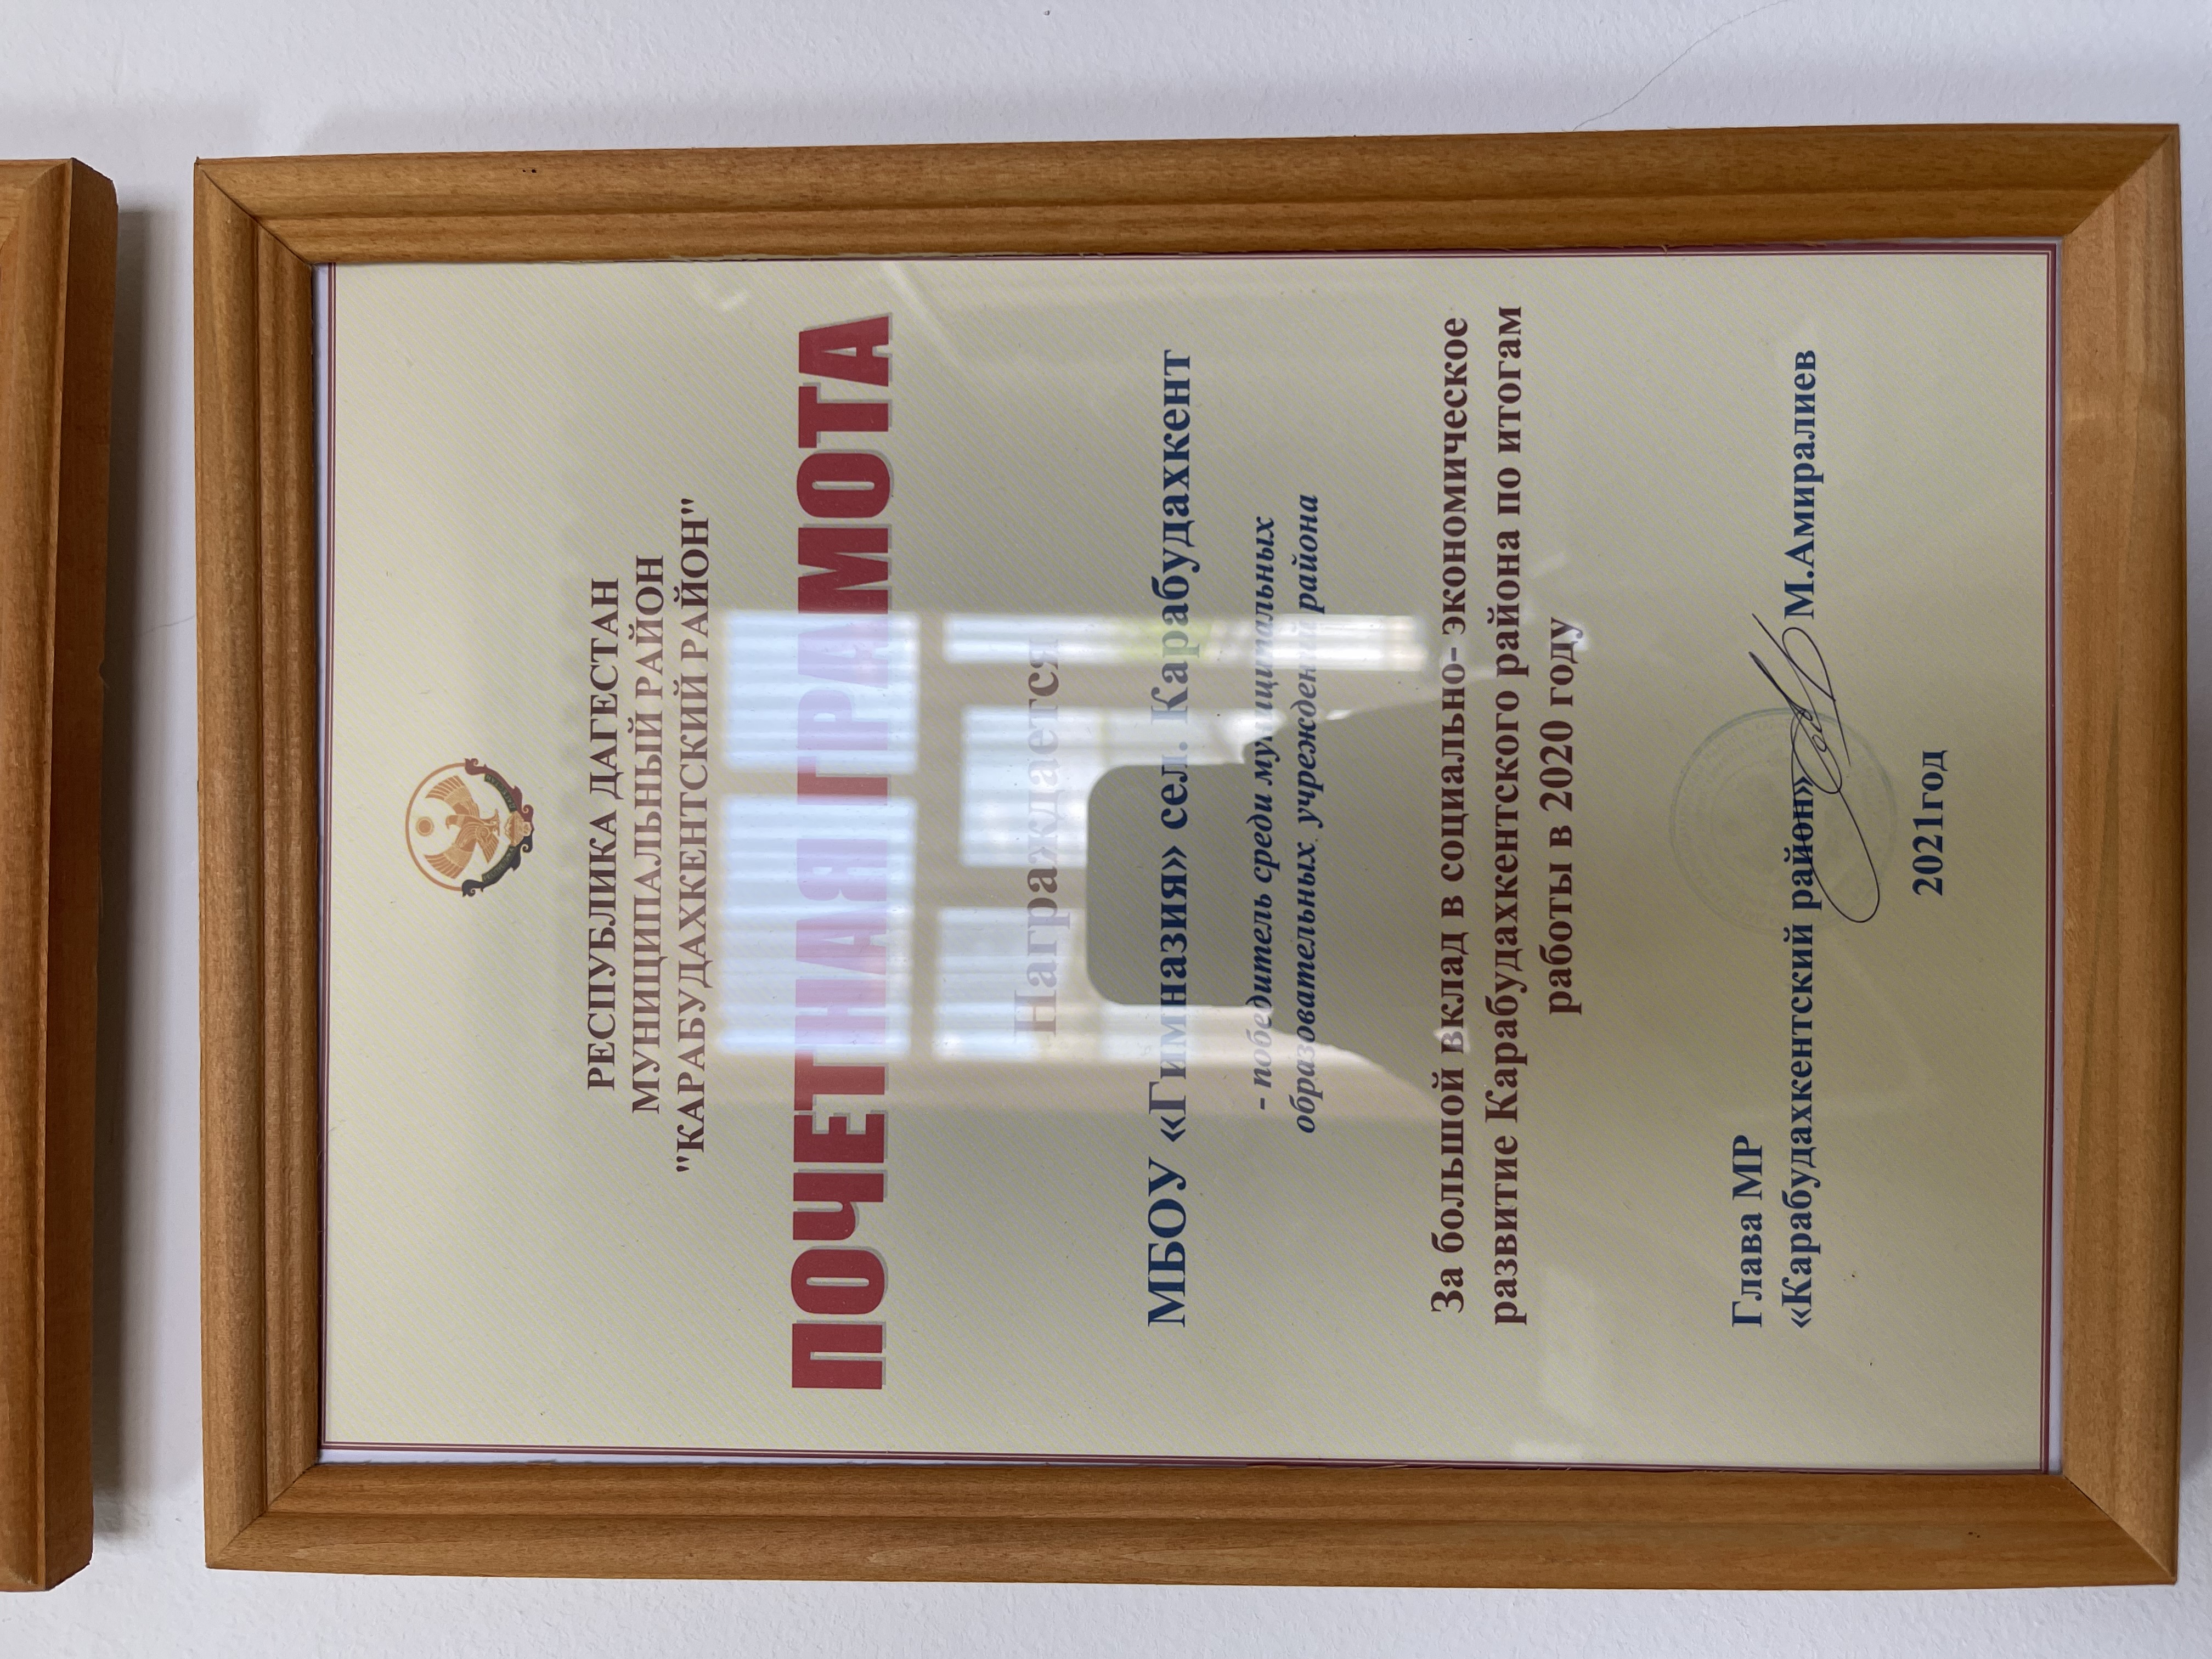 РЕСПУБЛИКА ДАГЕСТАН
МУНИЦИПАЛЬНЫЙ РАЙОН
"КАРАБУДАХКЕНТСКИЙ РАЙОН"
ПОЧЕТНАЯ ГРАМОТА
Награждается
МБОУ «Гимназия» сел. Карабудахкент
- победитель среди муниципальных
образовательных учреждений района
За большой вклад в социально- экономическое
развитие Карабудахкентского района по итогам
работы в 2020 году
Глава МР
«Карабудахкентский район» М.Амиралиев
2021год